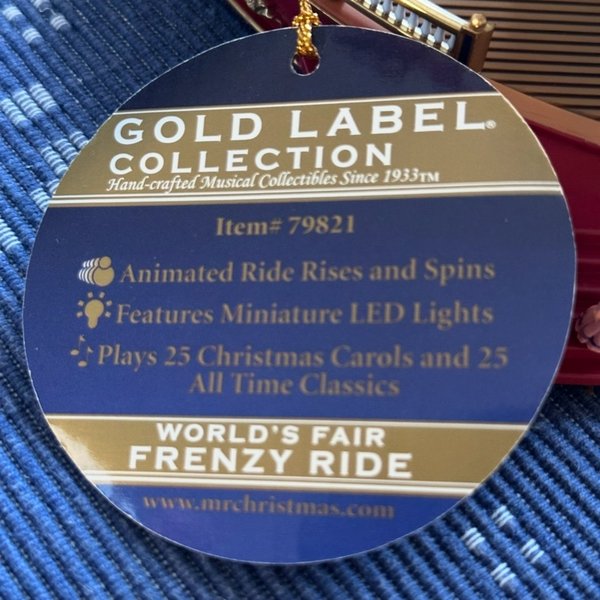 GOLD LABEL®
COLLECTION
Hand-crafted Musical Collectibles Since 1933™
Item# 79821
Animated Ride Rises and Spins
Features Miniature LED Lights
Plays 25 Christmas Carols and 25
All Time Classics
WORLD'S FAIR
FRENZY RIDE
www.mrchristmas.com